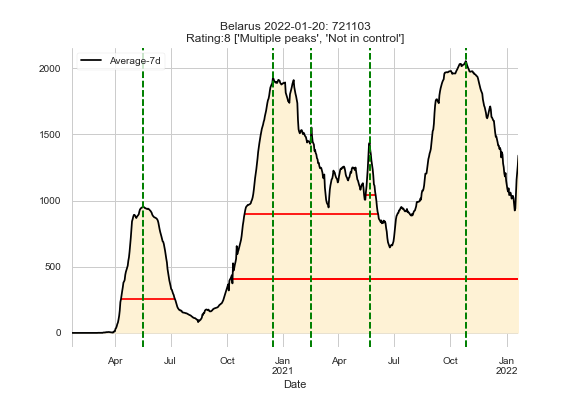 Belarus 2022-01-20: 721103
Rating:8 ['Multiple peaks', 'Not in control']
Average-7d
2000
1500
1000
500
0
Apr Jul Oct Jan Apr Jul Oct Jan
2021 2022
Date